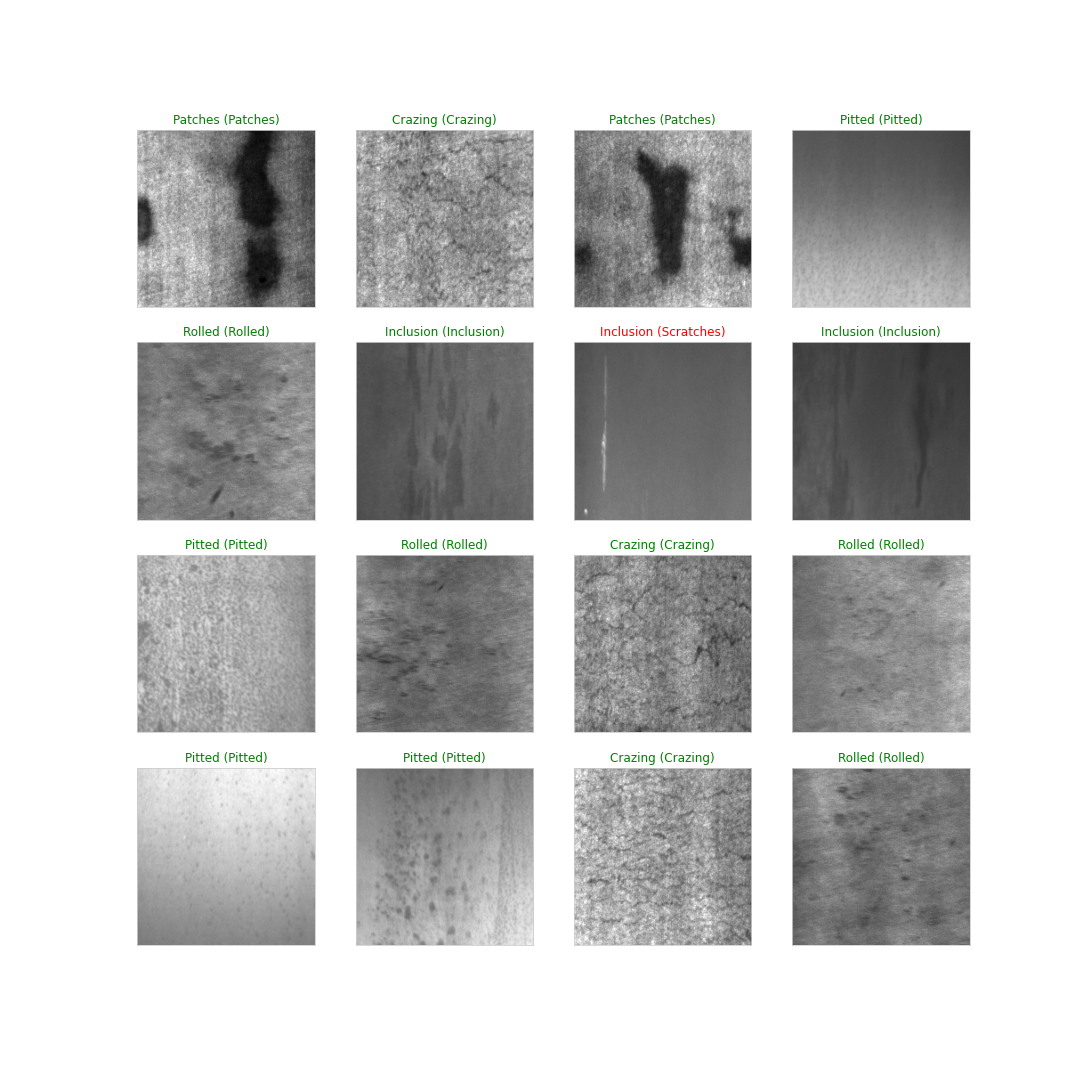 Patches (Patches)
Crazing (Crazing)
Patches (Patches)
Pitted (Pitted)
Rolled (Rolled)
Inclusion (Inclusion)
Inclusion (Scratches)
Inclusion (Inclusion)
Pitted (Pitted)
Rolled (Rolled)
Crazing (Crazing)
Rolled (Rolled)
Pitted (Pitted)
Pitted (Pitted)
Crazing (Crazing)
Rolled (Rolled)